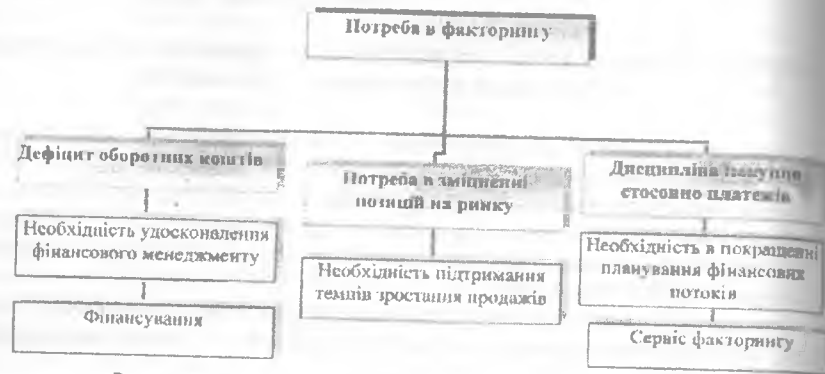 Потреба в факторингу
Дефіцит оборотних коштів
Необхідність удосконалення
фінансового менеджменту
Фінансування
Потреба в зміцненні
позицій на ринку
Необхідність підтримання
темпів зростання продажів
Дисципліна
стосовно платежів
Необхідність в покращенні
планування фінансових
потоків
Сервіс факторингу